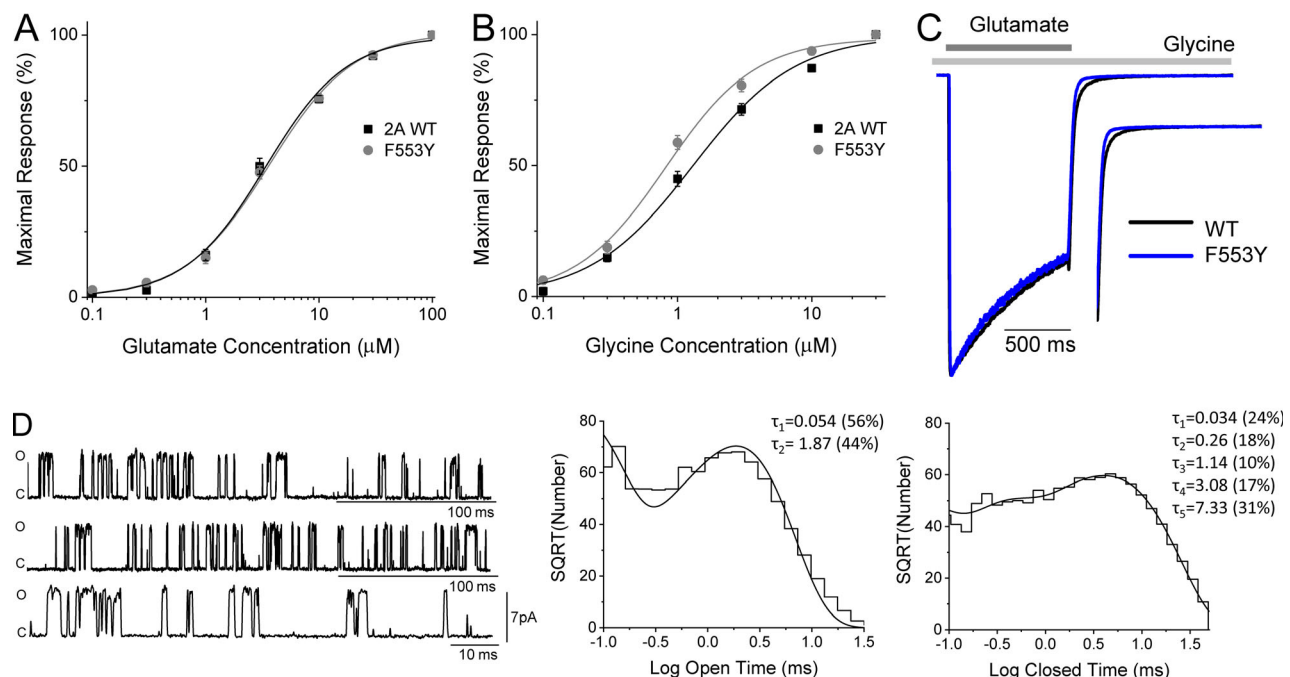 A
Maximal Response (%)
100
50
0
0.1
1
10
100
Glutamate Concentration (μM)
2A WT
F553Y
B
Maximal Response (%)
100
50
0
0.1
1
10
Glycine Concentration (μM)
2A WT
F553Y
C
Glutamate
Glycine
WT
F553Y
500 ms
D
O
C
100 ms
O
C
100 ms
O
C
7pA
10 ms
SQRT(Number)
80
60
40
20
0
-1.0
-0.5
0.0
0.5
1.0
1.5
Log Open Time (ms)
τ1=0.054 (56%)
τ2= 1.87 (44%)
SQRT(Number)
80
60
40
20
0
-1.0
-0.5
0.0
0.5
1.0
1.5
Log Closed Time (ms)
τ1=0.034 (24%)
τ2=0.26 (18%)
τ3=1.14 (10%)
τ4=3.08 (17%)
τ5=7.33 (31%)